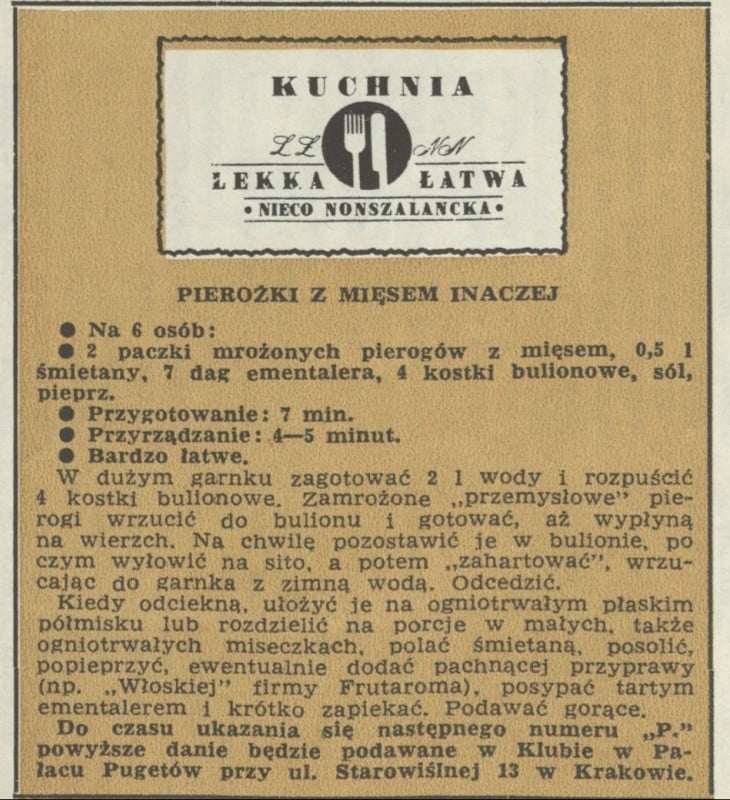 KUCHNIA
LŁ NN
LEKKA ŁATWA
• NIECO NONSZALANCKA •
PIEROŻKI Z MIĘSEM INACZEJ
● Na 6 osób:
● 2 paczki mrożonych pierogów z mięsem, 0,5 l
śmietany, 7 dag ementalera, 4 kostki bulionowe, sól,
pieprz.
● Przygotowanie: 7 min.
● Przyrządzanie: 4—5 minut.
● Bardzo łatwe.
W dużym garnku zagotować 2 l wody i rozpuścić
4 kostki bulionowe. Zamrożone „przemysłowe” pie-
rogi wrzucić do bulionu i gotować, aż wypłyną
na wierzch. Na chwilę pozostawić je w bulionie, po
czym wyłowić na sito, a potem „zahartować”, wrzu-
cając do garnka z zimną wodą. Odcedzić.
Kiedy odciekną, ułożyć je na ogniotrwałym płaskim
półmisku lub rozdzielić na porcje w małych, także
ogniotrwałych miseczkach, polać śmietaną, posolić,
popieprzyć, ewentualnie dodać pachnącej przyprawy
(np. „Włoskiej” firmy Frutaroma), posypać tartym
ementalerem i krótko zapiekać. Podawać gorące.
Do czasu ukazania się następnego numeru „P.”
powyższe danie będzie podawane w Klubie w Pa-
łacu Pugetów przy ul. Starowiślnej 13 w Krakowie.